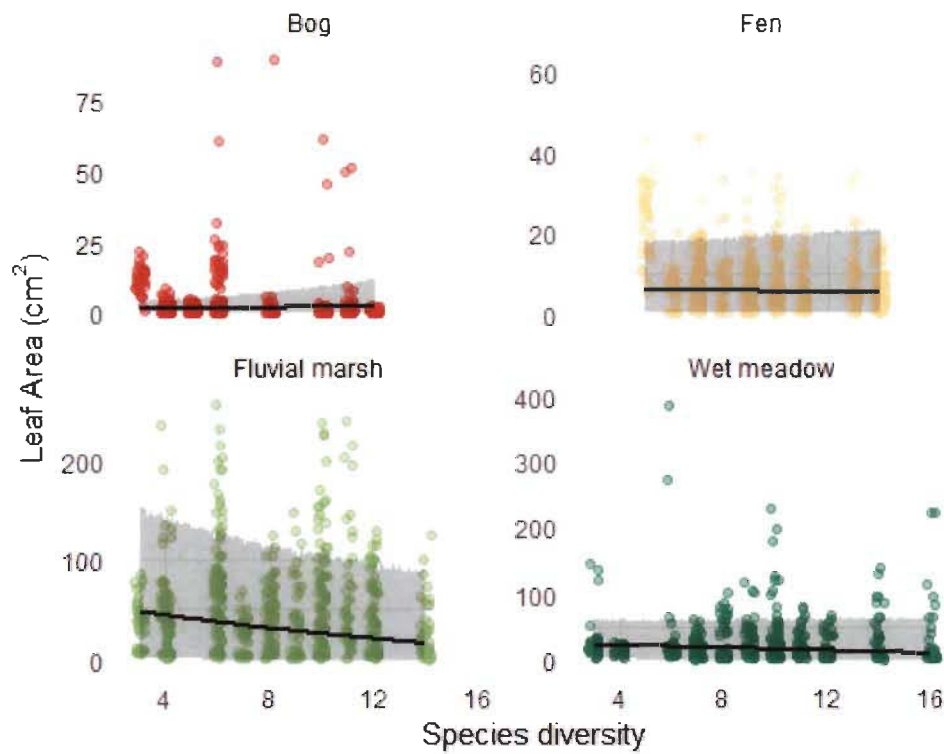 Bog
Fen
75
50
25
0
60
40
20
0
Leaf Area (cm²)
Fluvial marsh
Wet meadow
200
100
0
400
300
200
100
0
4 8 12 16
4 8 12 16
Species diversity